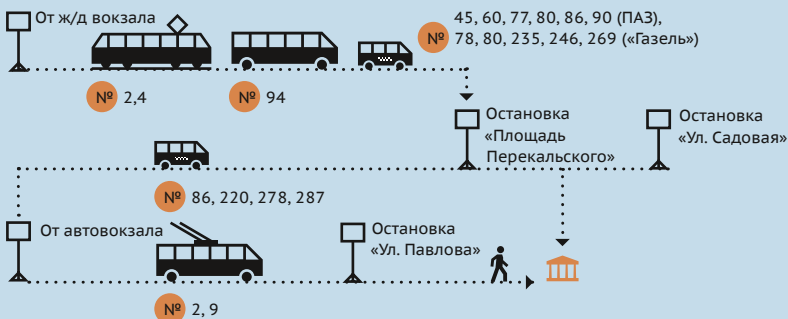 От ж/д вокзала
45, 60, 77, 80, 86, 90 (ПАЗ),
№ 78, 80, 235, 246, 269 («Газель»)
№ 2,4
№ 94
Остановка
«Площадь
Перекальского»
Остановка
«Ул. Садовая»
№ 86, 220, 278, 287
От автовокзала
Остановка
«Ул. Павлова»
№ 2, 9